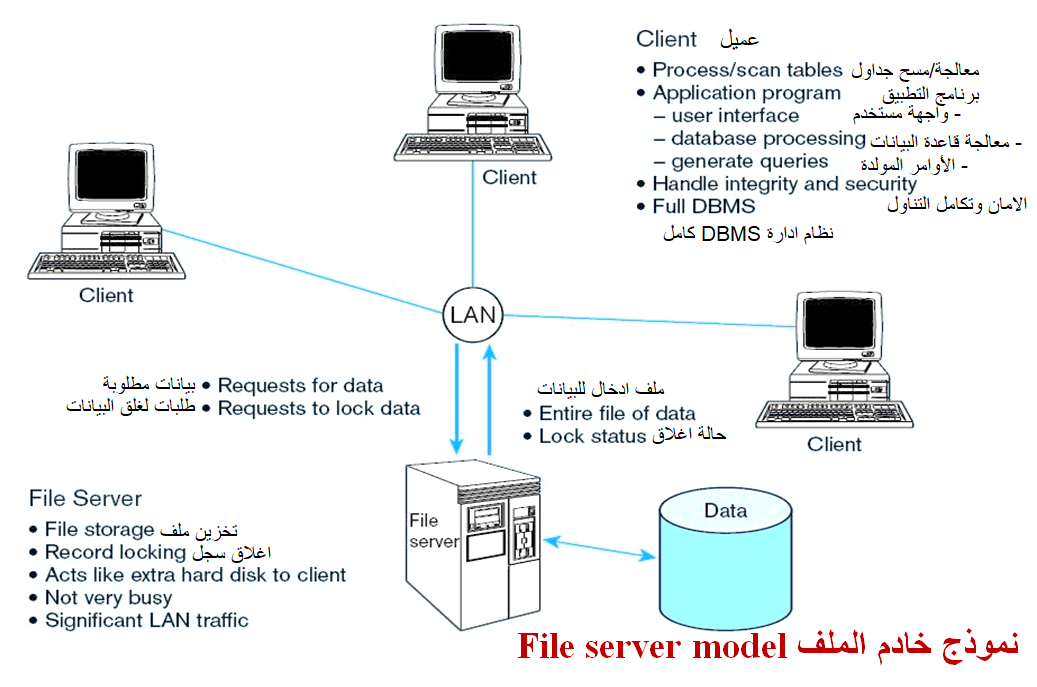 Client عميل
• Process/scan tables معالجة/مسح جداول
• Application program برنامج التطبيق
– user interface - واجهة مستخدم
– database processing - معالجة قاعدة البيانات
– generate queries - الأوامر المولدة
• Handle integrity and security
• Full DBMS الامان وتكامل التناول
نظام ادارة DBMS كامل
Client
Client
LAN
بيانات مطلوبة • Requests for data
طلبات لغلق البيانات • Requests to lock data
ملف ادخال للبيانات
• Entire file of data
• Lock status حالة اغلاق
Client
File Server
• File storage تخزين ملف
• Record locking اغلاق سجل
• Acts like extra hard disk to client
• Not very busy
• Significant LAN traffic
File
server
Data
نموذج خادم الملف File server model